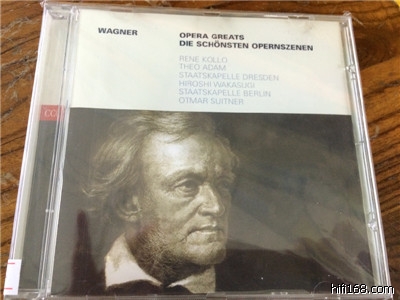 WAGNER
OPERA GREATS
DIE SCHÖNSTEN OPERNSZENEN
RENE KOLLO
THEO ADAM
STAATSKAPELLE DRESDEN
HIROSHI WAKASUGI
STAATSKAPELLE BERLIN
OTMAR SUITNER
hifi168.com